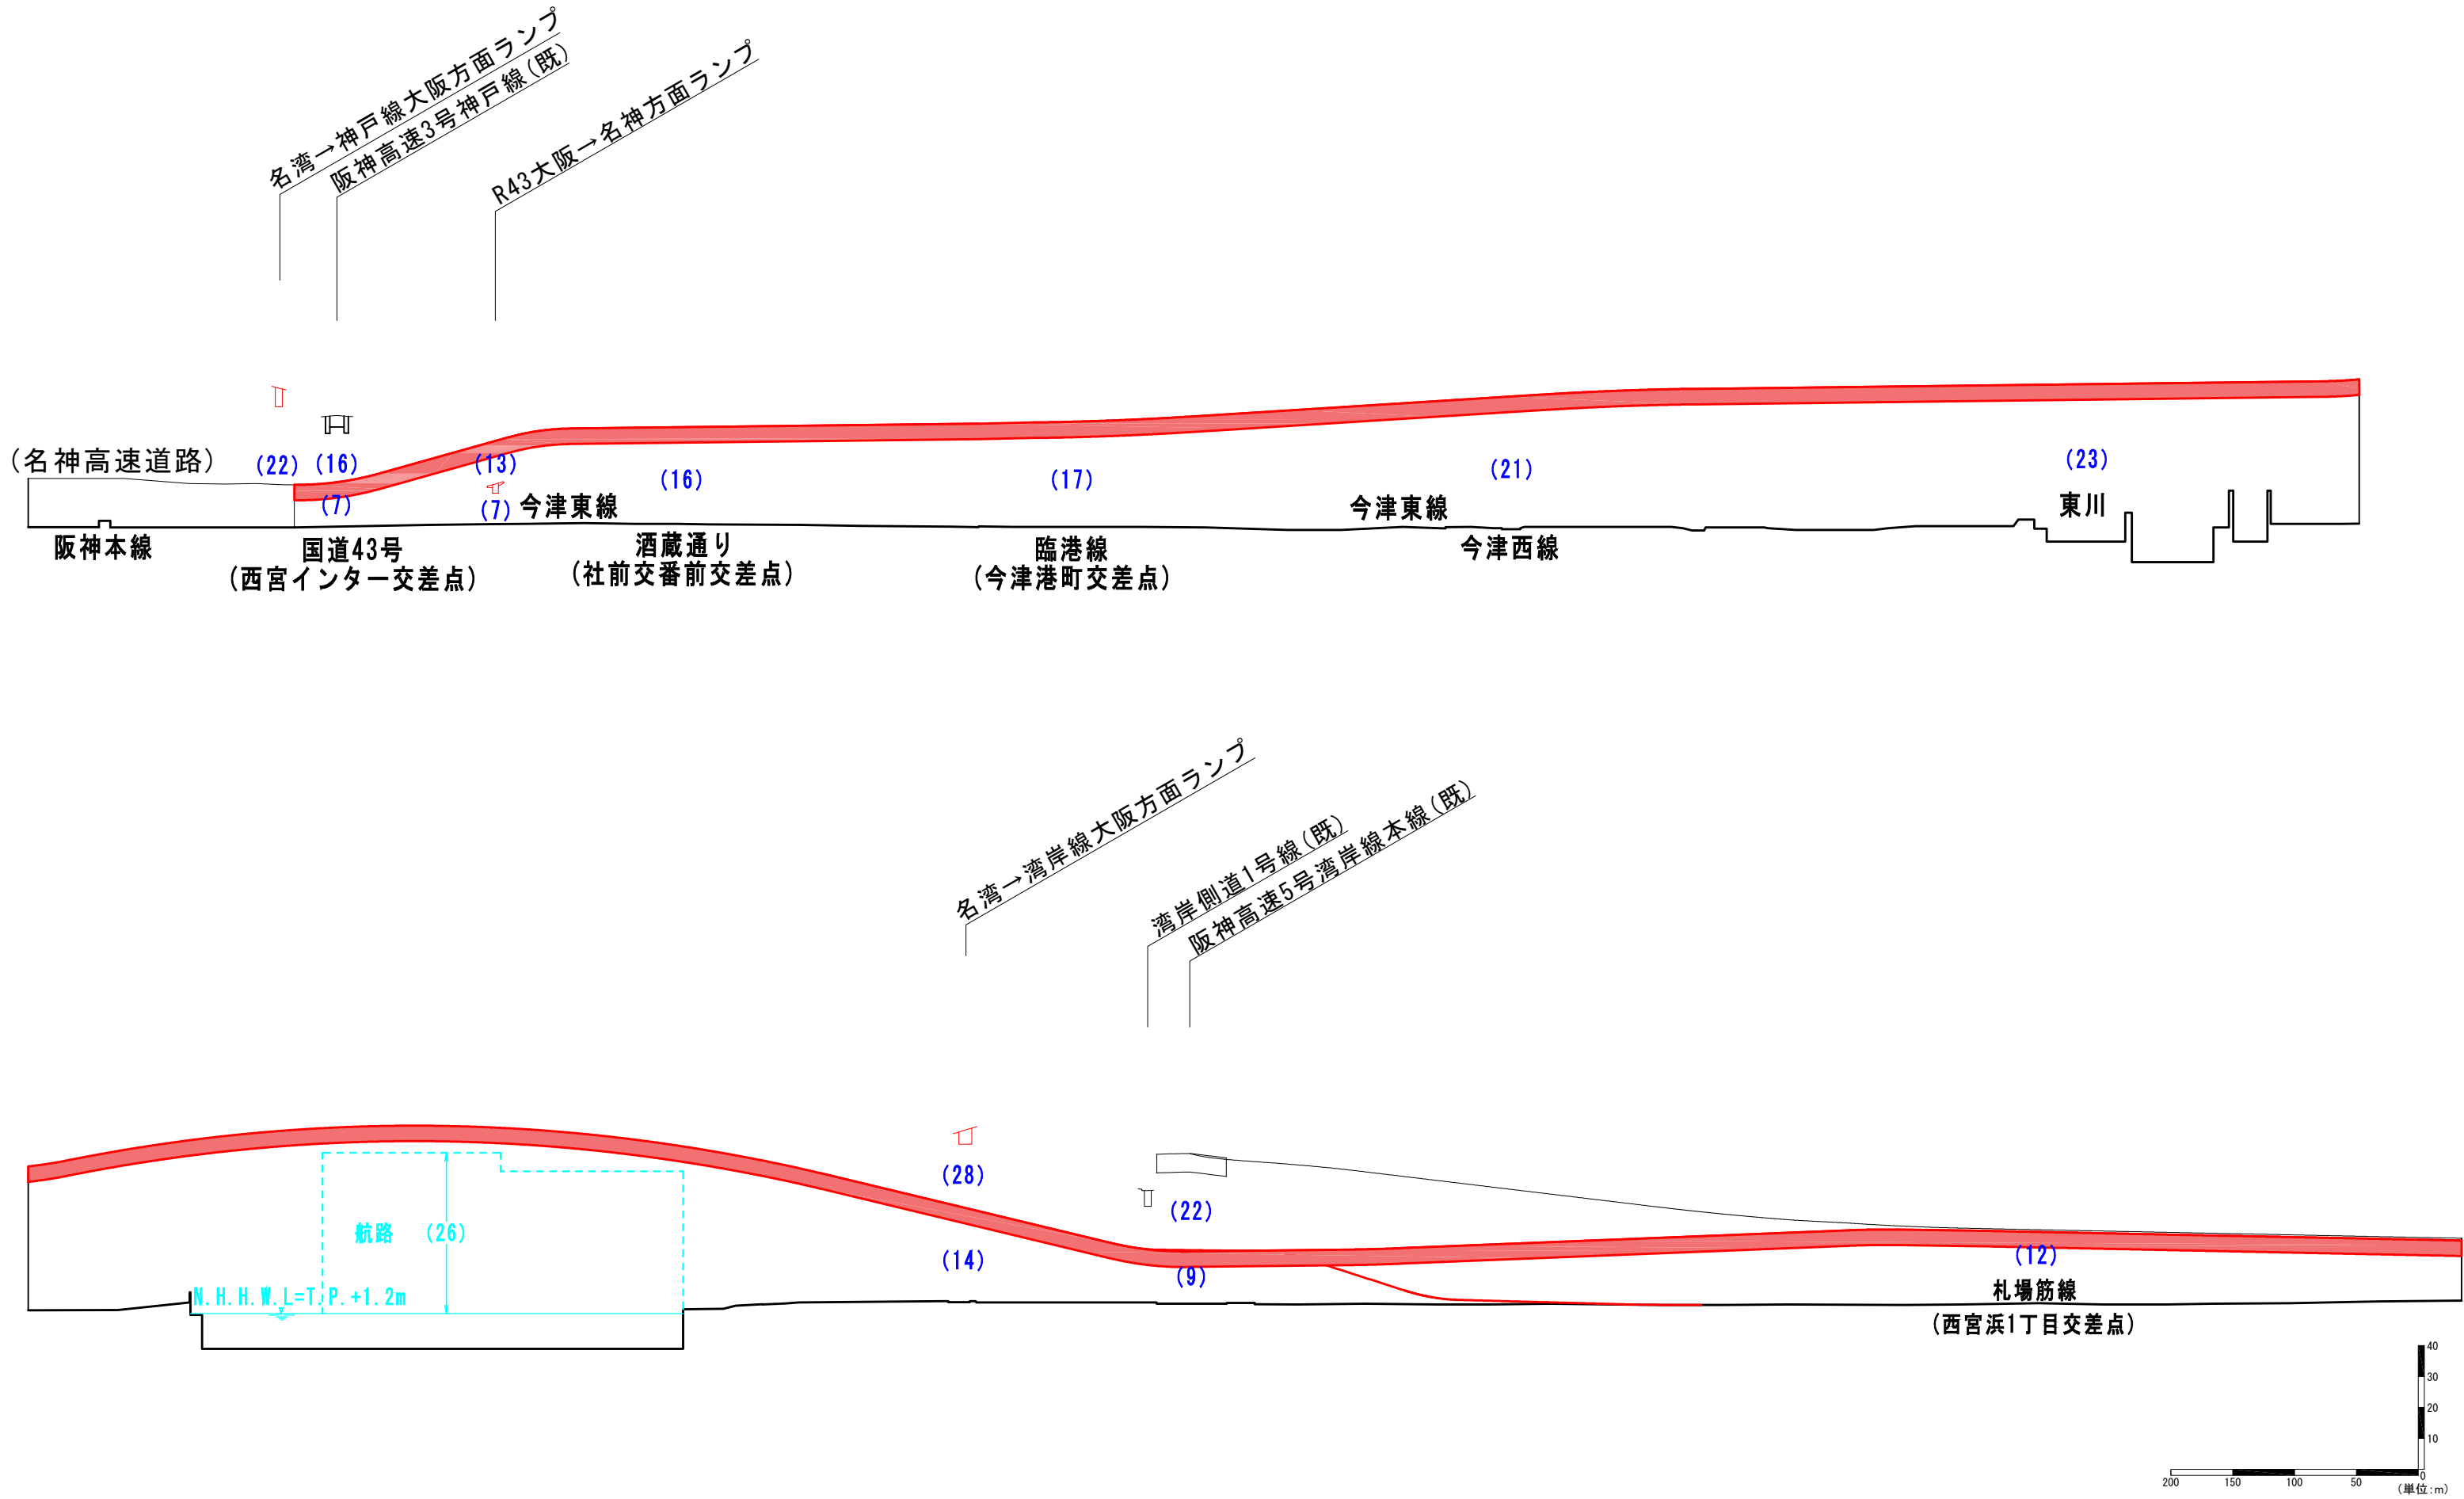 名湾→神戸線大阪方面ランプ
阪神高速3号神戸線(既)
R43大阪→名神方面ランプ
(名神高速道路)
(22)
(16)
(7)
(13)
(7)
(16)
(17)
(21)
(23)
今津東線
今津東線
東川
阪神本線
国道43号
(西宮インター交差点)
酒蔵通り
(社前交番前交差点)
臨港線
(今津港町交差点)
今津西線
名湾→湾岸線大阪方面ランプ
湾岸側道1号線(既)
阪神高速5号湾岸線本線(既)
(28)
(22)
航路 (26)
(14)
(9)
(12)
N.H.H.W.L=T.P.+1.2m
札場筋線
(西宮浜1丁目交差点)
40
30
20
10
0
200 150 100 50
(単位:m)